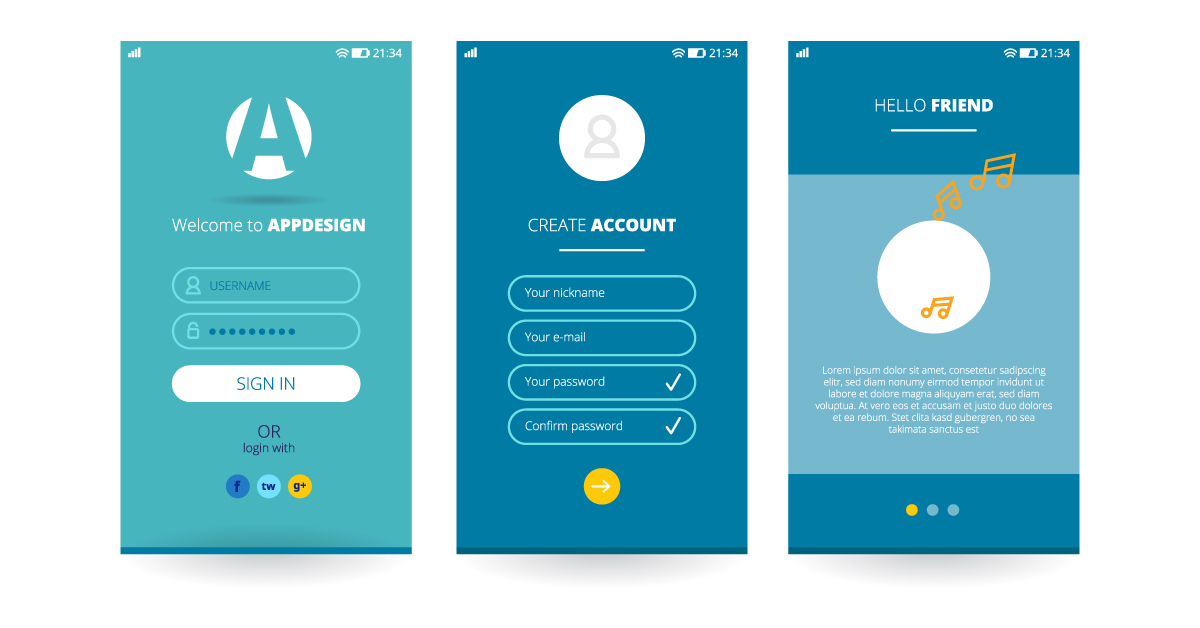 21:34
A
Welcome to APPDESIGN
USERNAME
SIGN IN
OR
login with
f
tw
g+
21:34
CREATE ACCOUNT
Your nickname
Your e-mail
Your password
Confirm password
21:34
HELLO FRIEND
Lorem ipsum dolor sit amet, consetetur sadipscing
elitr, sed diam nonumy eirmod tempor invidunt ut
labore et dolore magna aliquyam erat, sed diam
voluptua. At vero eos et accusam et justo duo dolores
et ea rebum. Stet clita kasd gubergren, no sea
takimata sanctus est